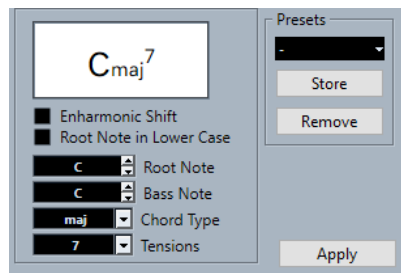 Cmaj7
Enharmonic Shift
Root Note in Lower Case
C Root Note
C Bass Note
maj Chord Type
7 Tensions
Presets
-
Store
Remove
Apply